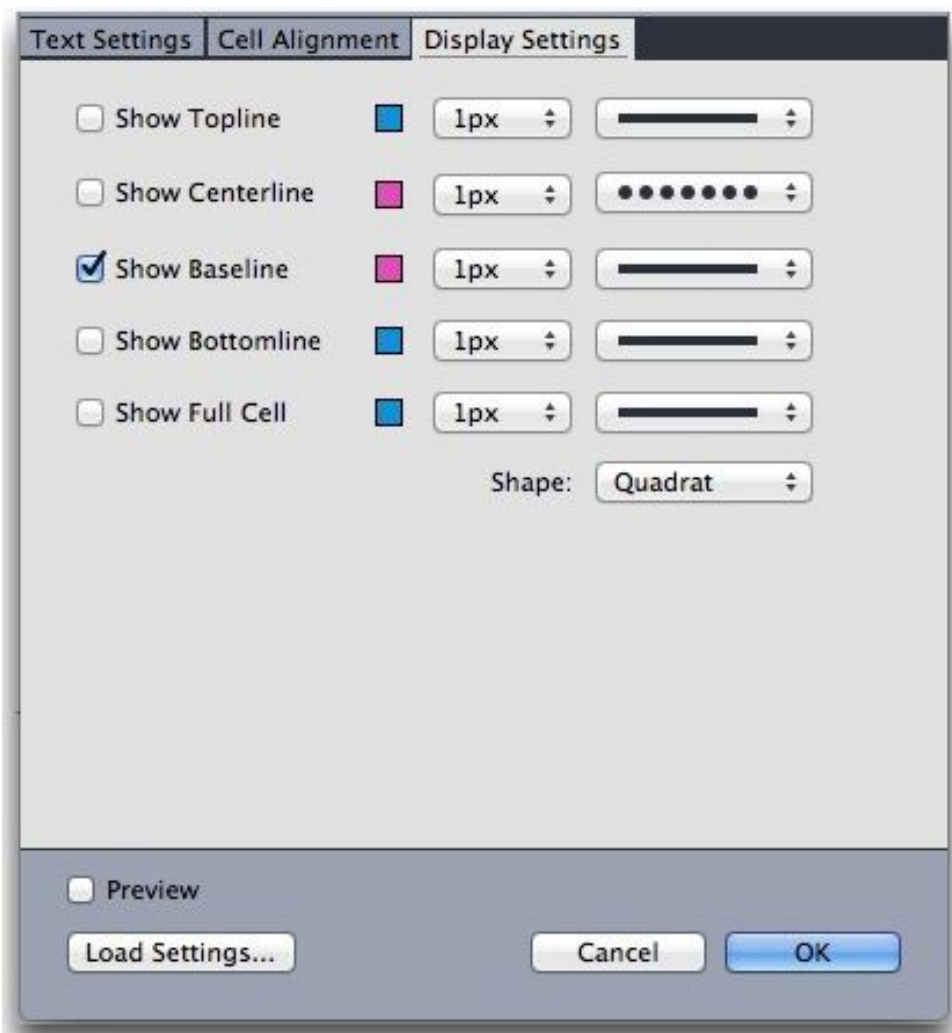 Text Settings Cell Alignment Display Settings
Show Topline 1px
Show Centerline 1px
Show Baseline 1px
Show Bottomline 1px
Show Full Cell 1px
Shape: Quadrat
Preview
Load Settings... Cancel OK